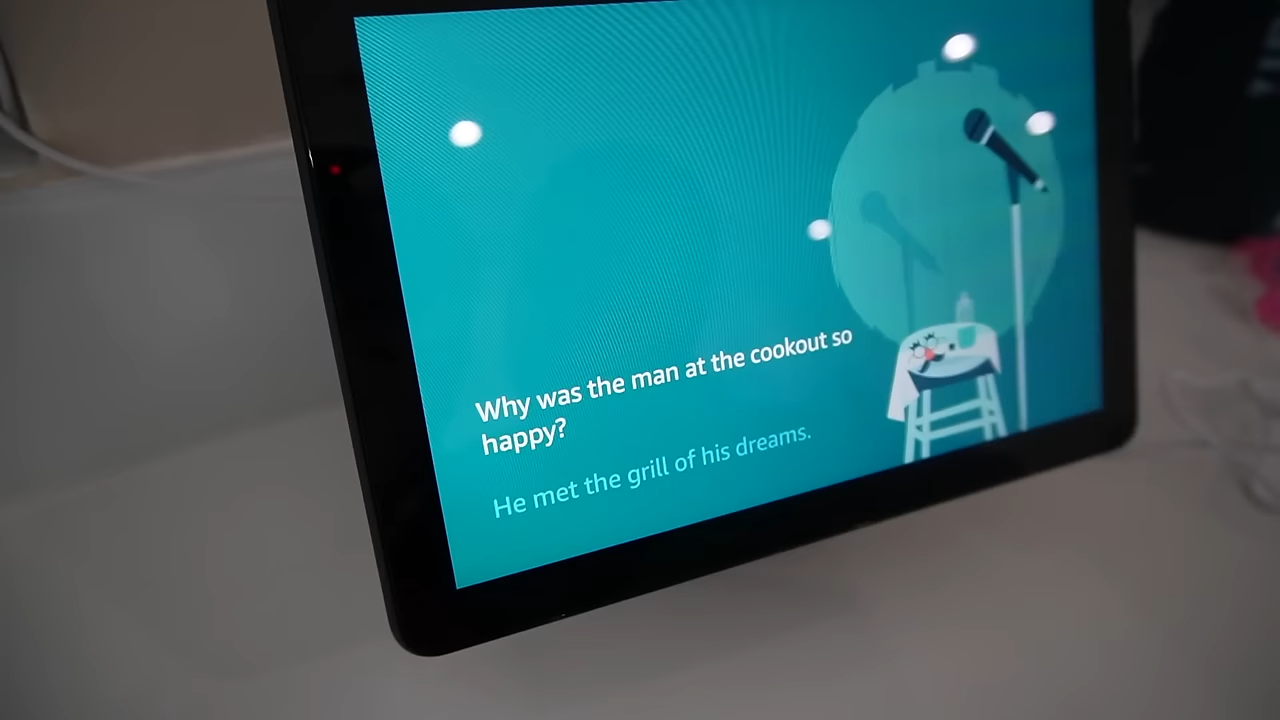 Why was the man at the cookout so
happy?
He met the grill of his dreams.